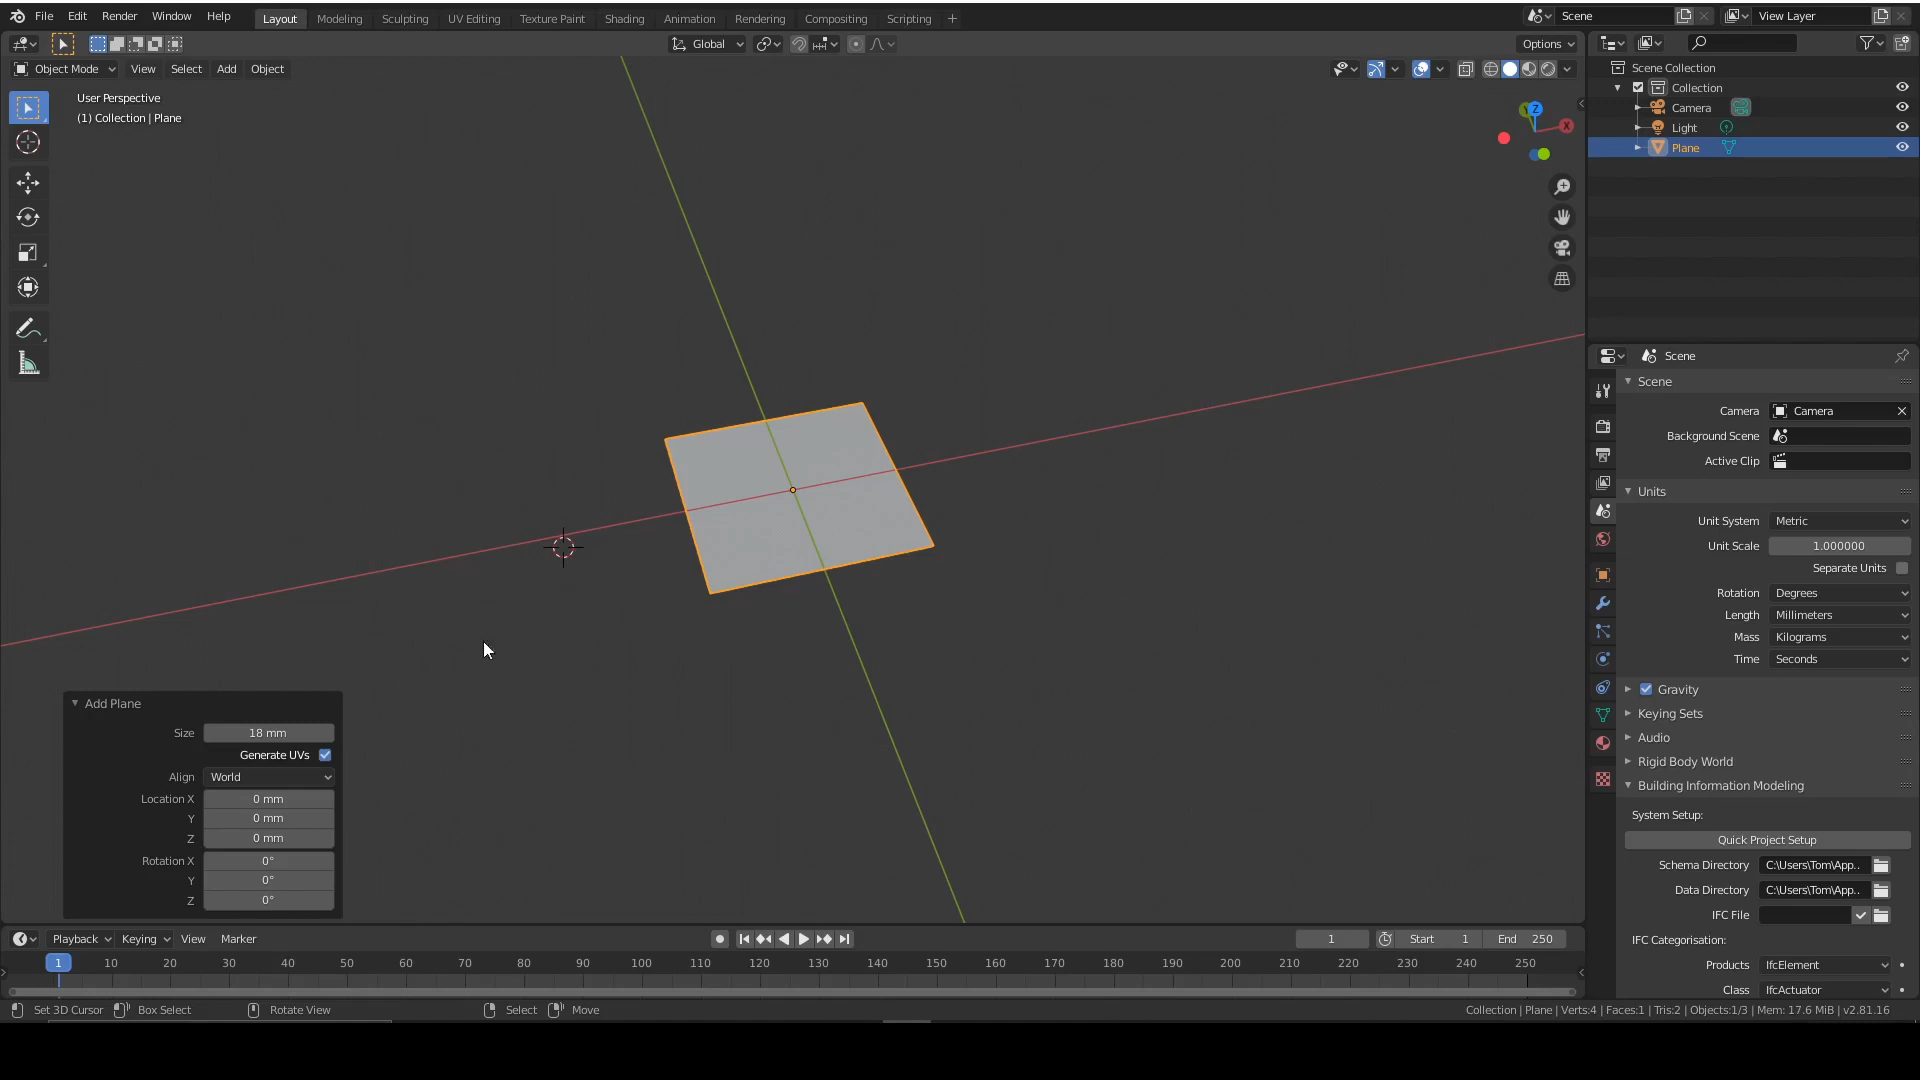 File Edit Render Window Help Layout Modeling Sculpting UV Editing Texture Paint Shading Animation Rendering Compositing Scripting + Scene View Layer
Global Options
Object Mode View Select Add Object
User Perspective
(1) Collection | Plane
Z
X
Scene Collection
Collection
Camera
Light
Plane
Scene
Scene
Camera Camera
Background Scene
Active Clip
Units
Unit System Metric
Unit Scale 1.000000
Separate Units
Rotation Degrees
Length Millimeters
Mass Kilograms
Time Seconds
Gravity
Keying Sets
Audio
Rigid Body World
Building Information Modeling
System Setup:
Quick Project Setup
Schema Directory C:\Users\Tom\App..
Data Directory C:\Users\Tom\App..
IFC File
IFC Categorisation:
Products IfcElement
Class IfcActuator
Add Plane
Size 18 mm
Generate UVs
Align World
Location X 0 mm
Y 0 mm
Z 0 mm
Rotation X 0°
Y 0°
Z 0°
Playback Keying View Marker 1 Start 1 End 250
1 10 20 30 40 50 60 70 80 90 100 110 120 130 140 150 160 170 180 190 200 210 220 230 240 250
Set 3D Cursor Box Select Rotate View Select Move Collection | Plane | Verts:4 | Faces:1 | Tris:2 | Objects:1/3 | Mem: 17.6 MiB | v2.81.16